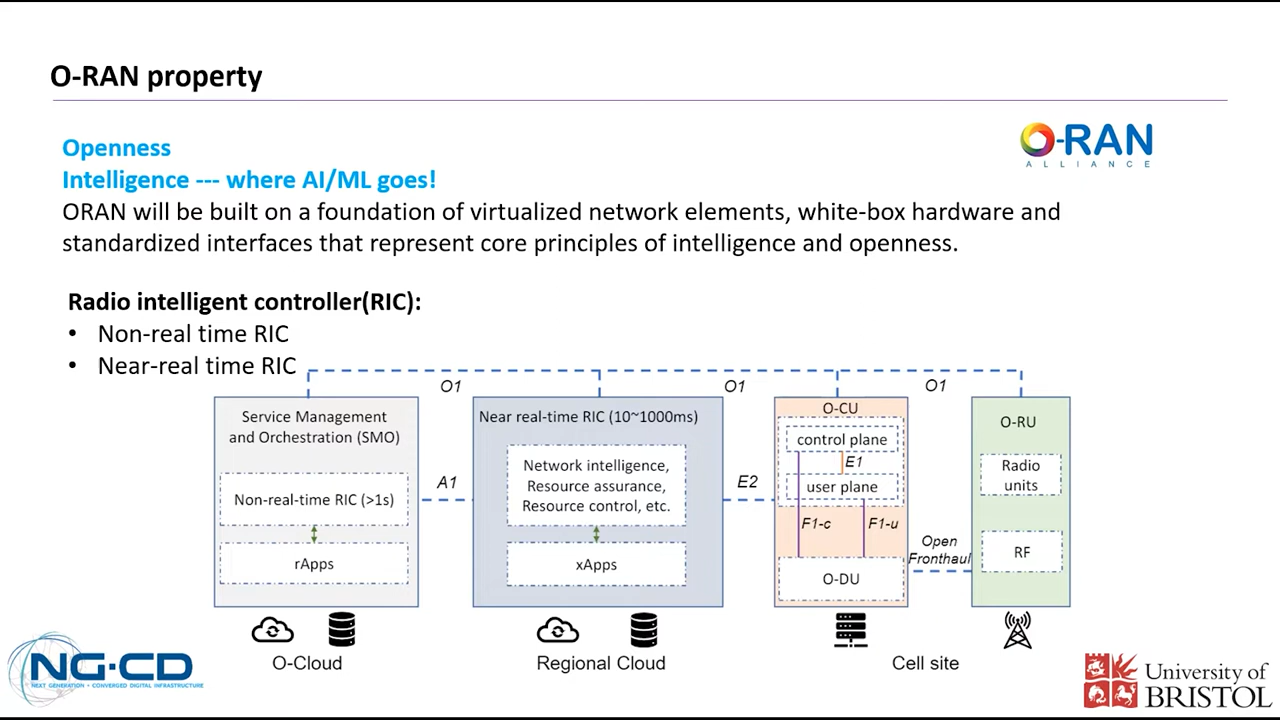 O-RAN property
O-RAN
ALLIANCE
Openness
Intelligence --- where AI/ML goes!
ORAN will be built on a foundation of virtualized network elements, white-box hardware and
standardized interfaces that represent core principles of intelligence and openness.
Radio intelligent controller(RIC):
• Non-real time RIC
• Near-real time RIC
O1
O1
O1
Service Management
and Orchestration (SMO)
Non-real-time RIC (>1s)
rApps
A1
Near real-time RIC (10~1000ms)
Network intelligence,
Resource assurance,
Resource control, etc.
xApps
E2
O-CU
control plane
E1
user plane
F1-c
F1-u
O-DU
Open
Fronthaul
O-RU
Radio
units
RF
O-Cloud
Regional Cloud
Cell site
NG·CD
NEXT GENERATION · CONVERGED DIGITAL INFRASTRUCTURE
University of
BRISTOL